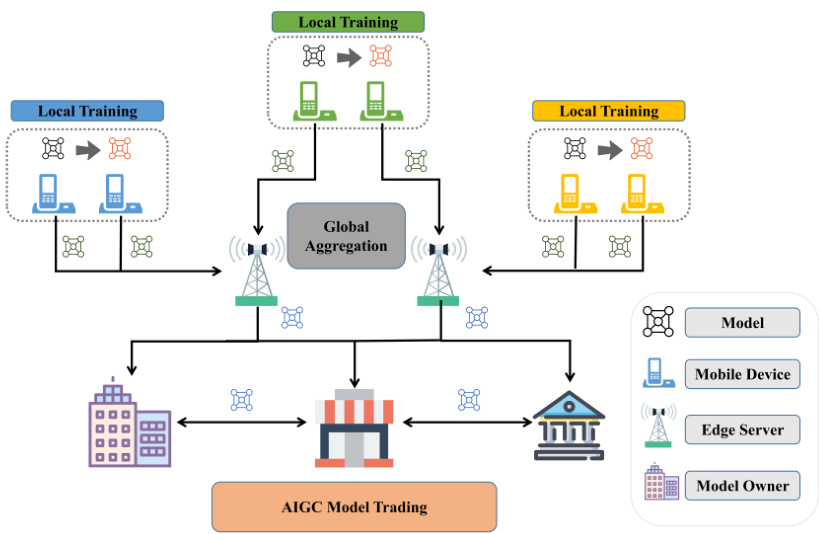 Local Training
Local Training
Local Training
Global
Aggregation
Model
Mobile Device
Edge Server
Model Owner
AIGC Model Trading